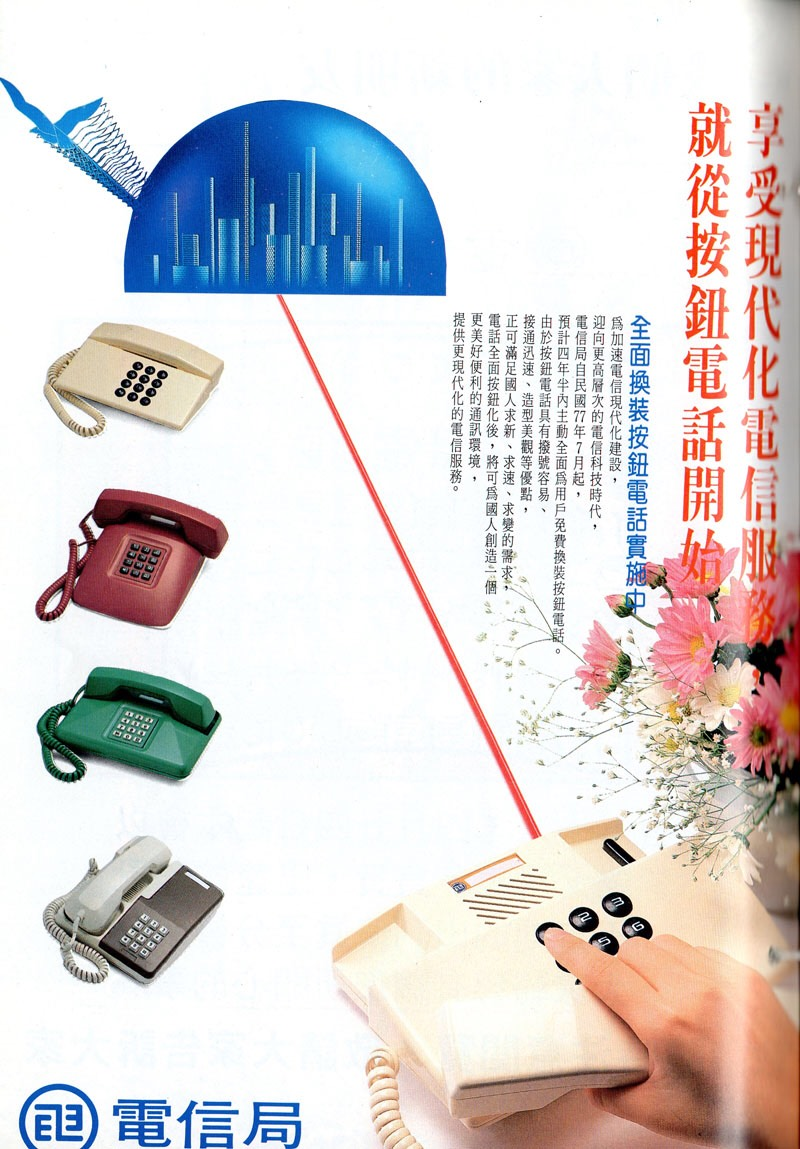 享受現代化電信服務
就從按鈕電話開始
全面換裝按鈕電話實施中
為加速電信現代化建設，
迎向更高層次的電信科技時代，
電信局自民國77年7月起，
預計四年半內主動全面為用戶免費換裝按鈕電話。
由於按鈕電話具有撥號容易、
接通迅速、造型美觀等優點，
正可滿足國人求新、求速、求變的需求，
電話全面按鈕化後，將可為國人創造一個
更美好便利的通訊環境，
提供更現代化的電信服務。
2 3
5 6
電信局